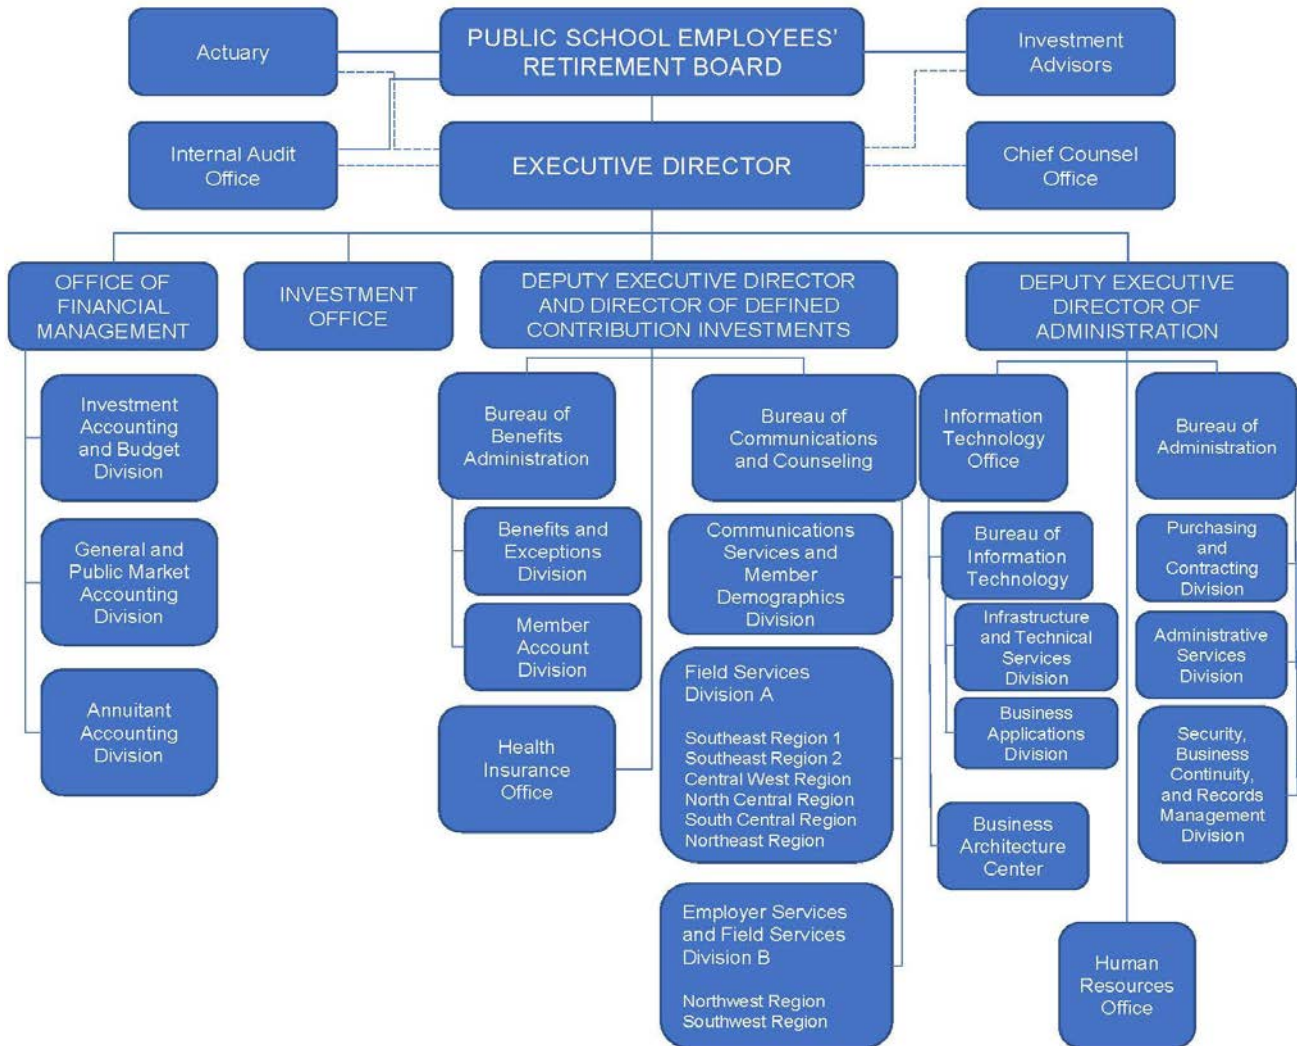 Actuary
PUBLIC SCHOOL EMPLOYEES'
RETIREMENT BOARD
Investment
Advisors
Internal Audit
Office
EXECUTIVE DIRECTOR
Chief Counsel
Office
OFFICE OF
FINANCIAL
MANAGEMENT
INVESTMENT
OFFICE
DEPUTY EXECUTIVE DIRECTOR
AND DIRECTOR OF DEFINED
CONTRIBUTION INVESTMENTS
DEPUTY EXECUTIVE
DIRECTOR OF
ADMINISTRATION
Investment
Accounting
and Budget
Division
General and
Public Market
Accounting
Division
Annuitant
Accounting
Division
Bureau of
Benefits
Administration
Benefits and
Exceptions
Division
Member
Account
Division
Health
Insurance
Office
Bureau of
Communications
and Counseling
Communications
Services and
Member
Demographics
Division
Field Services
Division A
Southeast Region 1
Southeast Region 2
Central West Region
North Central Region
South Central Region
Northeast Region
Employer Services
and Field Services
Division B
Northwest Region
Southwest Region
Information
Technology
Office
Bureau of
Information
Technology
Infrastructure
and Technical
Services
Division
Business
Applications
Division
Business
Architecture
Center
Bureau of
Administration
Purchasing
and
Contracting
Division
Administrative
Services
Division
Security,
Business
Continuity,
and Records
Management
Division
Human
Resources
Office